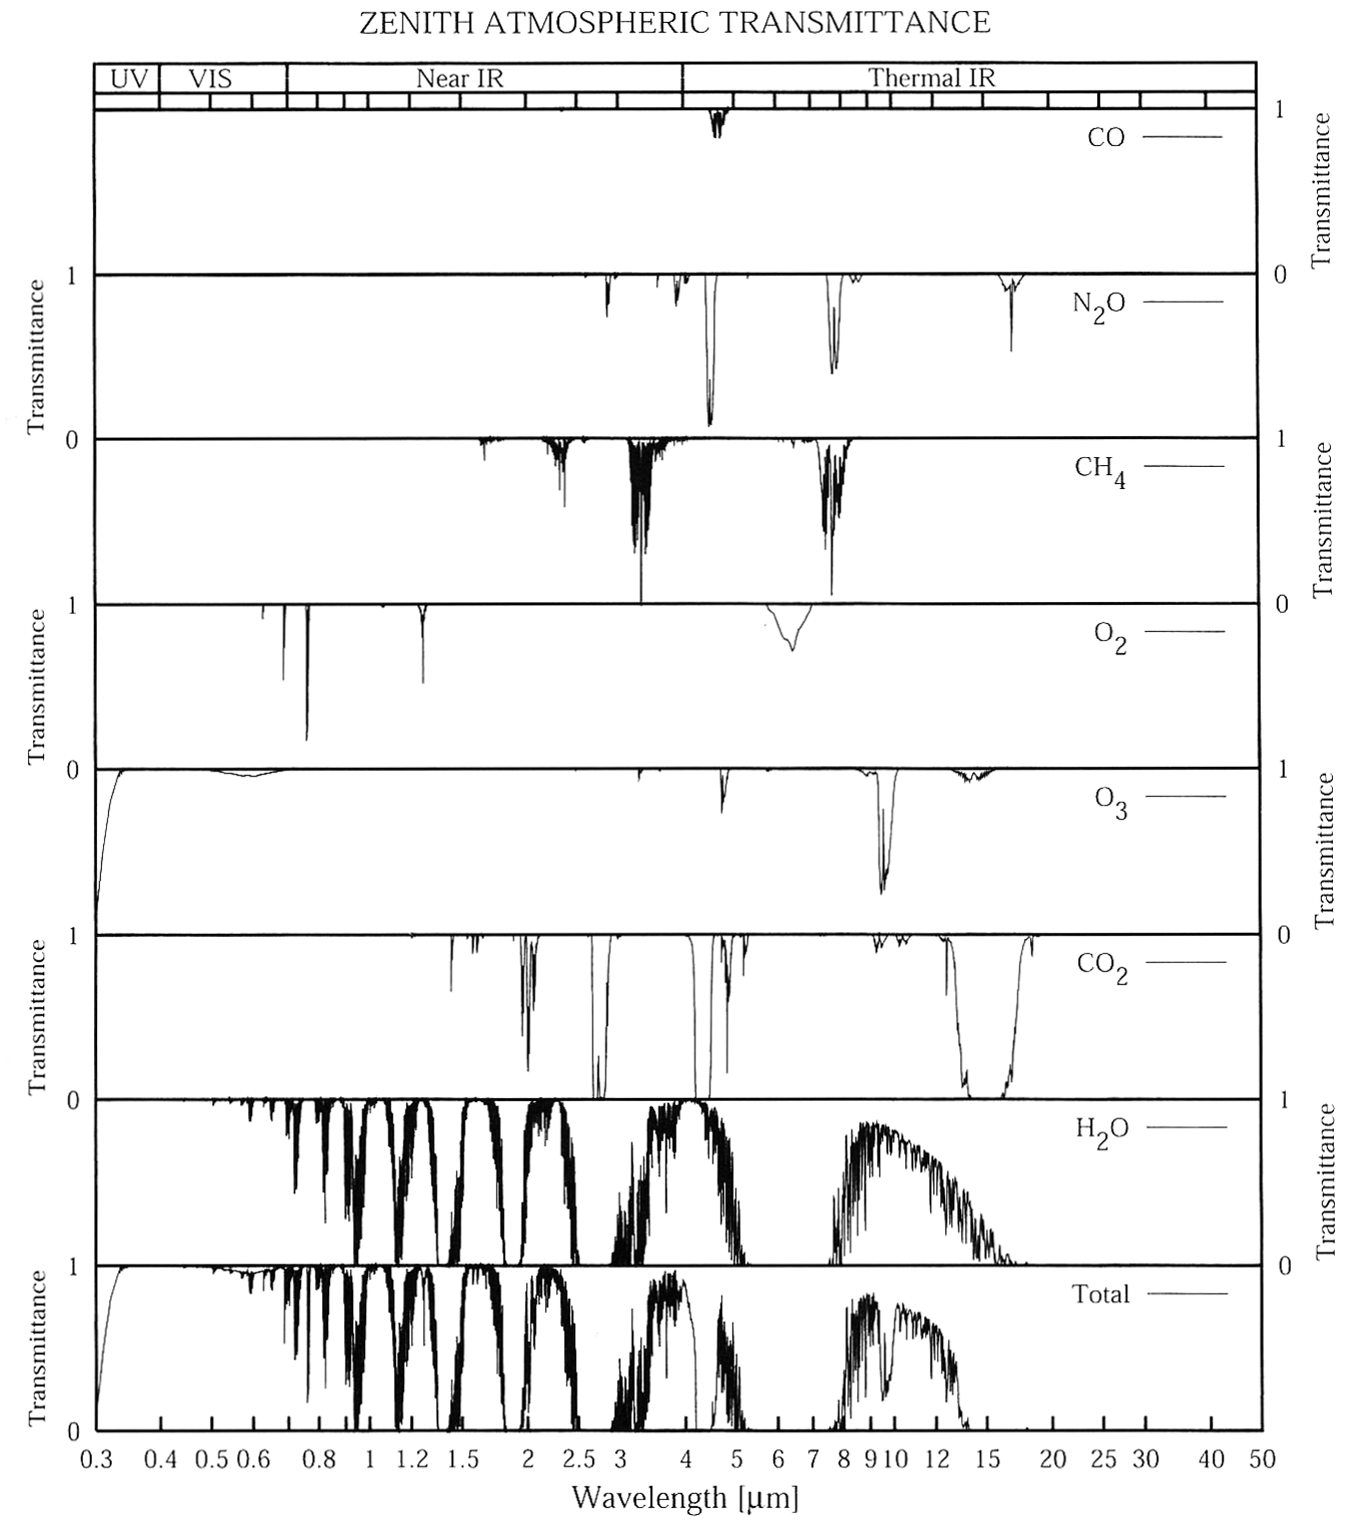 ZENITH ATMOSPHERIC TRANSMITTANCE
UV VIS Near IR Thermal IR
1
CO
Transmittance
1 0
N2O
Transmittance
0 1
CH4
Transmittance
1 0
O2
Transmittance
0 1
O3
Transmittance
1 0
CO2
Transmittance
0 1
H2O
Transmittance
1 0
Total
Transmittance
0
0.3 0.4 0.5 0.6 0.8 1 1.2 1.5 2 2.5 3 4 5 6 7 8 9 10 12 15 20 25 30 40 50
Wavelength [μm]